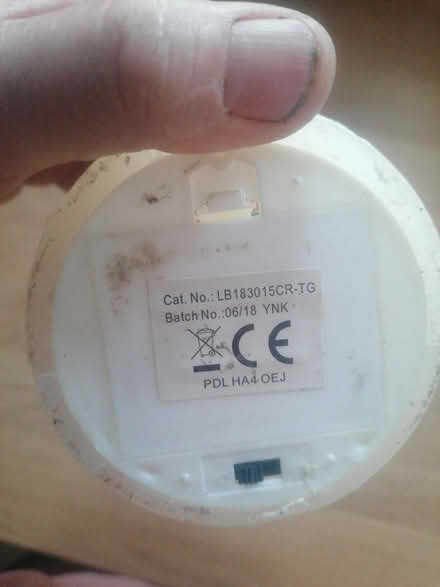 Cat. No.: LB183015CR-TG
Batch No.:06/18 YNK
CE
PDL HA4 OEJ